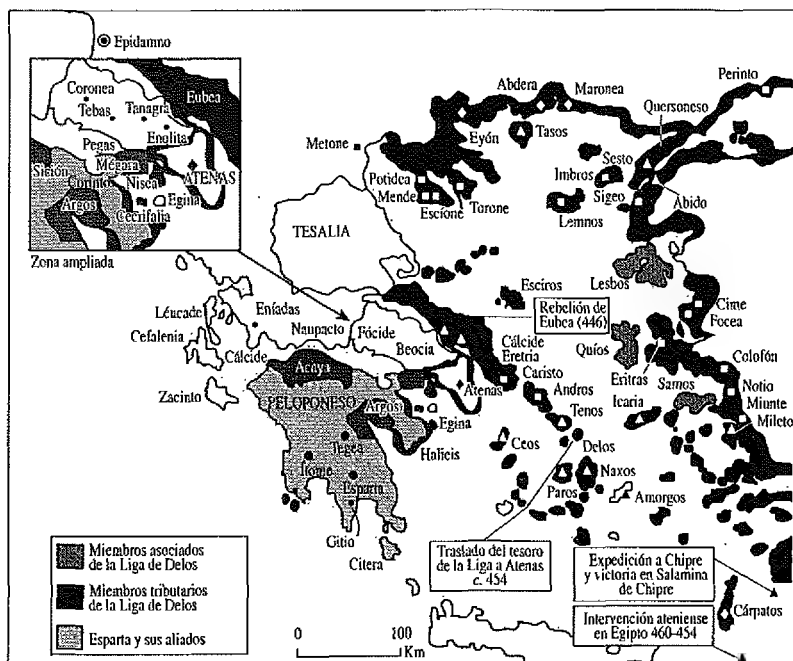 Epidamno
Coronea
Tebas
Tanagra
Enolita
Eubea
Pegas
Mégara
Nisea
ATENAS
Sisión
Corinto
Egina
Argos
Cecrifalia
Zona ampliada
Metone
TESALIA
Potidea
Mende
Escione
Torone
Eyón
Abdera
Maronea
Tasos
Perinto
Quersoneso
Sesto
Imbros
Sigeo
Abido
Lemnos
Lesbos
Esciros
Rebelión de
Eubea (446)
Cime
Focea
Quíos
Eritras
Colofón
Samos
Notio
Miunte
Mileto
Icaria
Léucade
Eníadas
Cefalenia
Naupacto
Fócide
Cálcide
Beocia
Cálcide
Eretria
Caristo
Zacinto
Acaya
PELOPONESO
Argos
Atenas
Andros
Tenos
Egina
Halieis
Ceos
Delos
Tegea
Itome
Esparta
Naxos
Paros
Amorgos
Gitio
Citera
Traslado del tesoro
de la Liga a Atenas
c. 454
Expedición a Chipre
y victoria en Salamina
de Chipre
Intervención ateniense
en Egipto 460-454
Cárpatos
Miembros asociados
de la Liga de Delos
Miembros tributarios
de la Liga de Delos
Esparta y sus aliados
0 100
Km